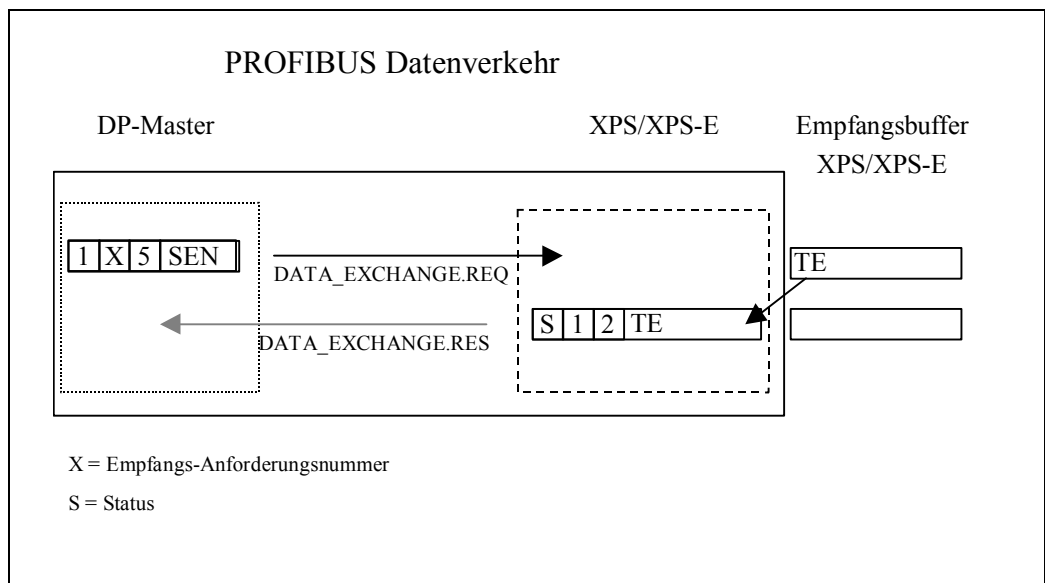 PROFIBUS Datenverkehr
DP-Master
XPS/XPS-E
Empfangsbuffer
XPS/XPS-E
1 X 5 SEN
DATA_EXCHANGE.REQ
TE
DATA_EXCHANGE.RES
S 1 2 TE
X = Empfangs-Anforderungsnummer
S = Status